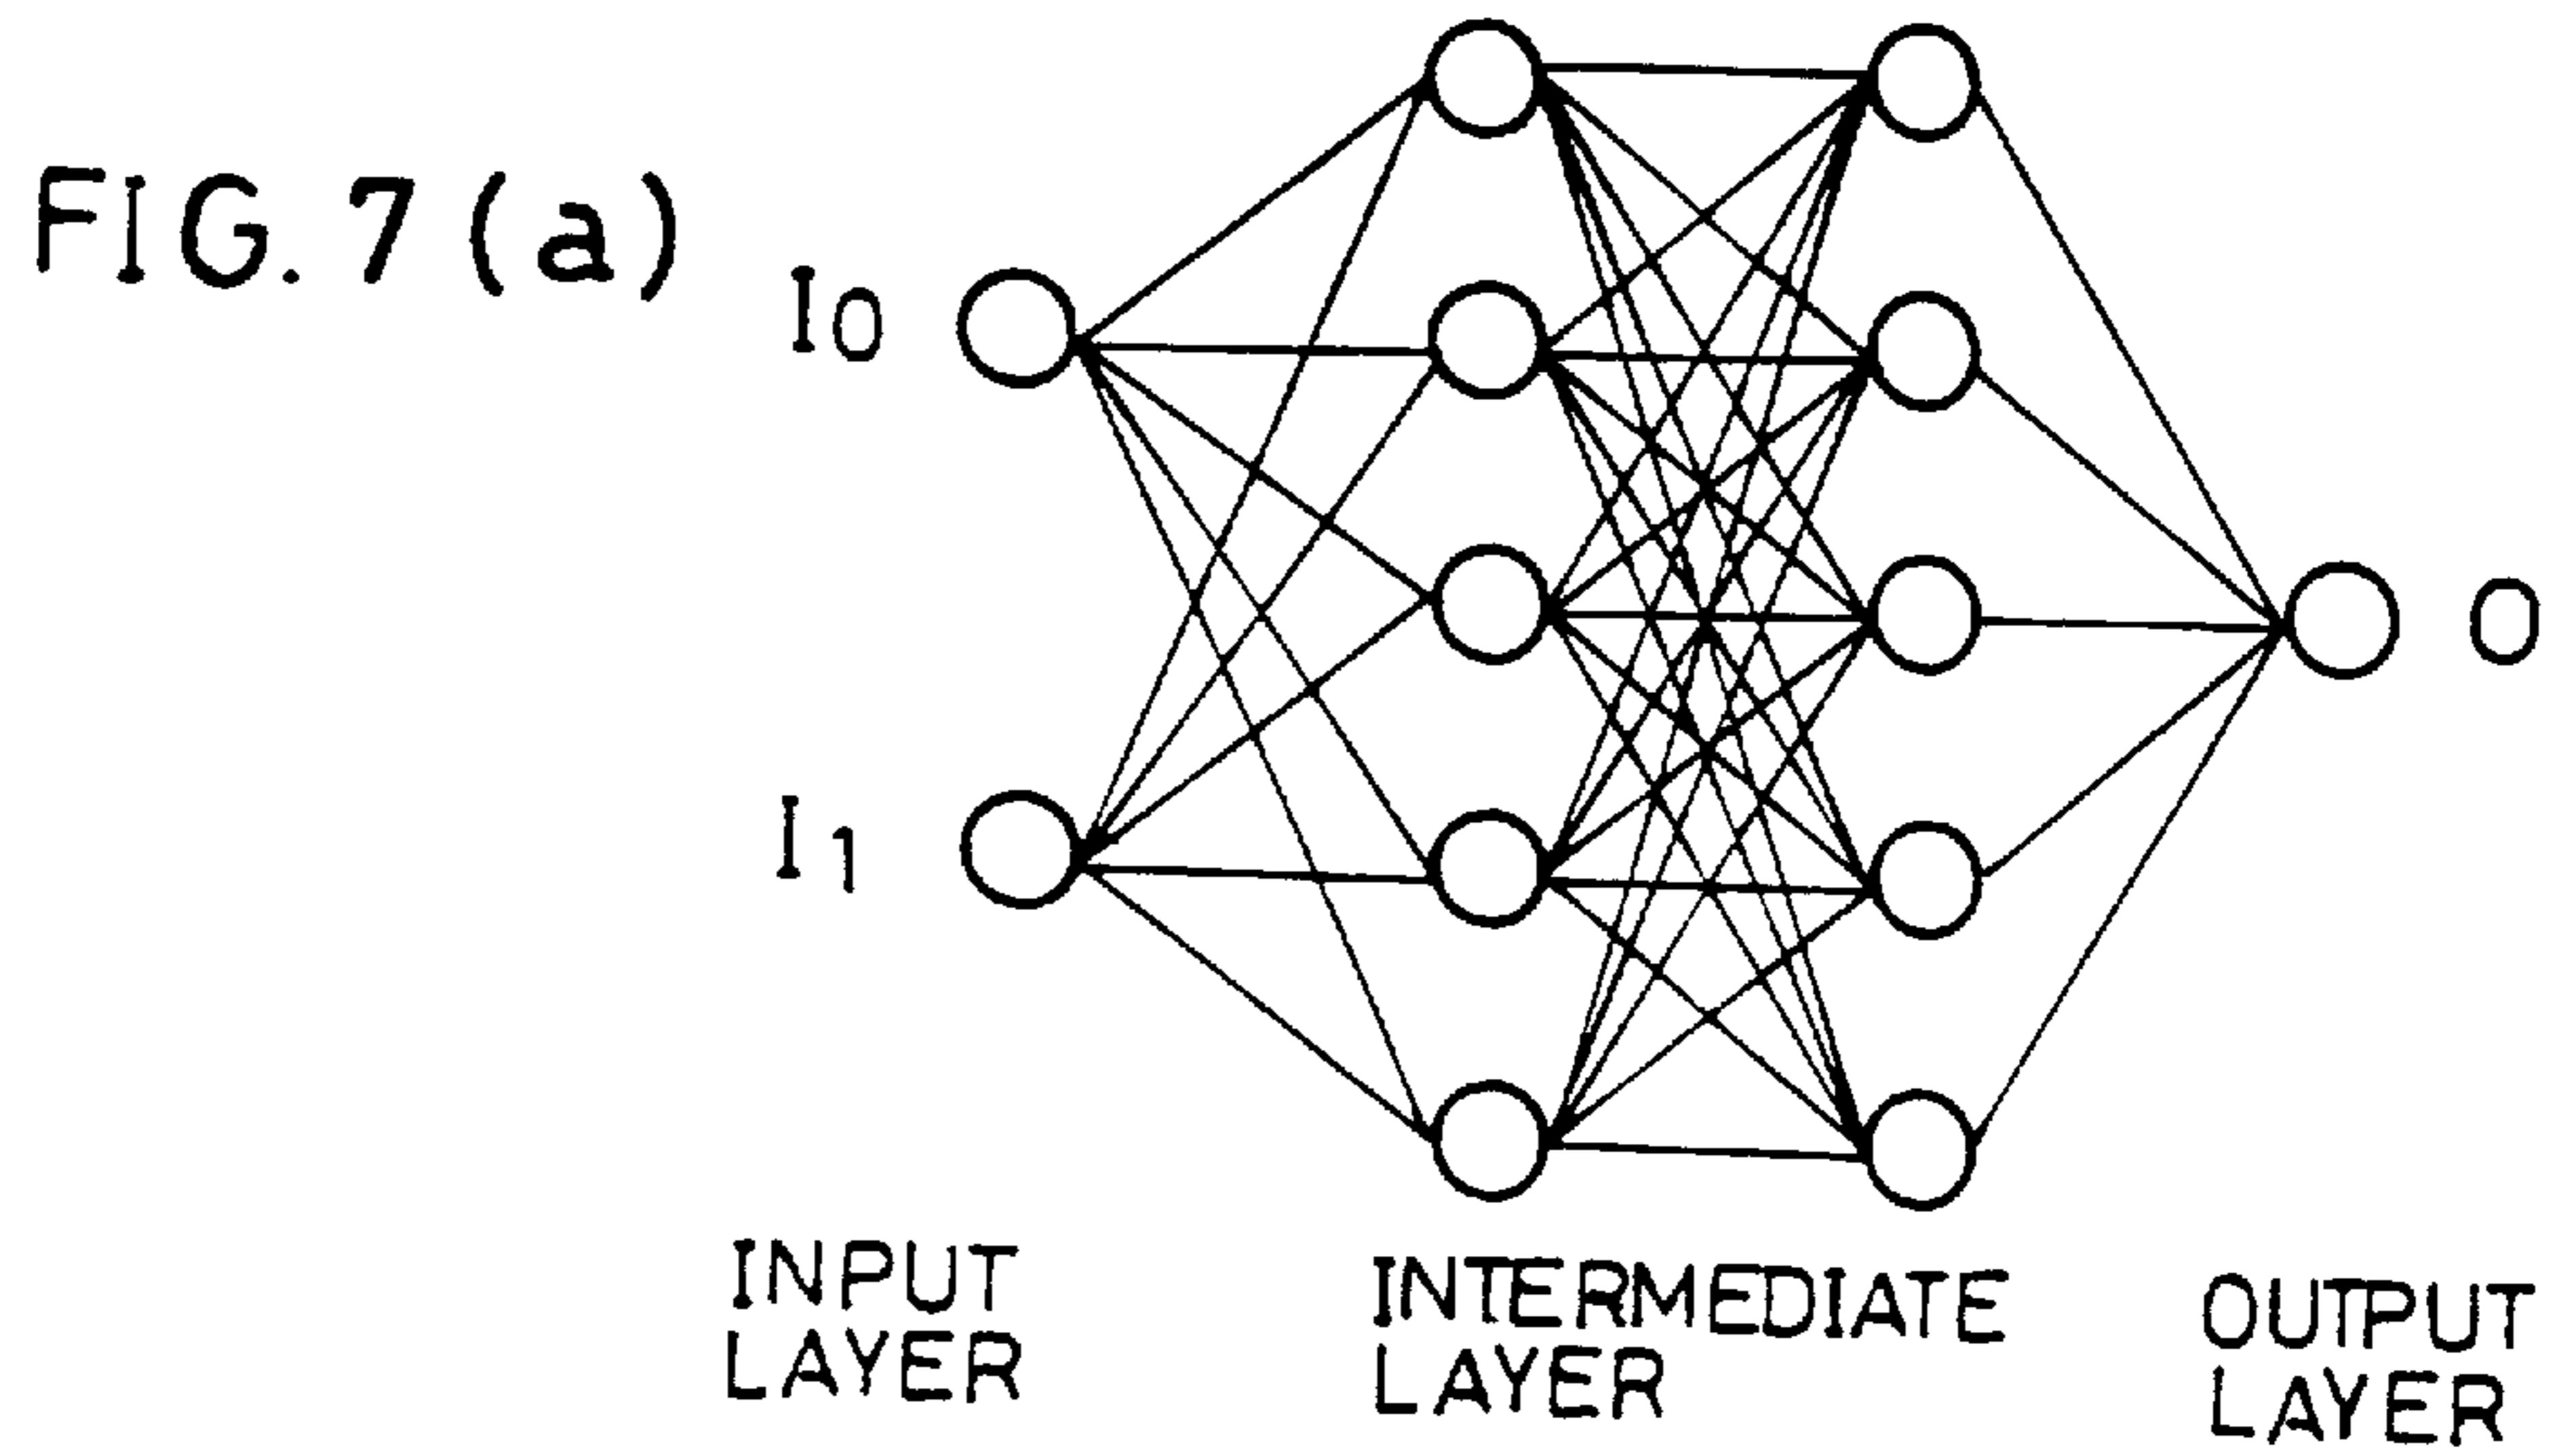 FIG. 7 (a)
I0
I1
O
INPUT
LAYER
INTERMEDIATE
LAYER
OUTPUT
LAYER